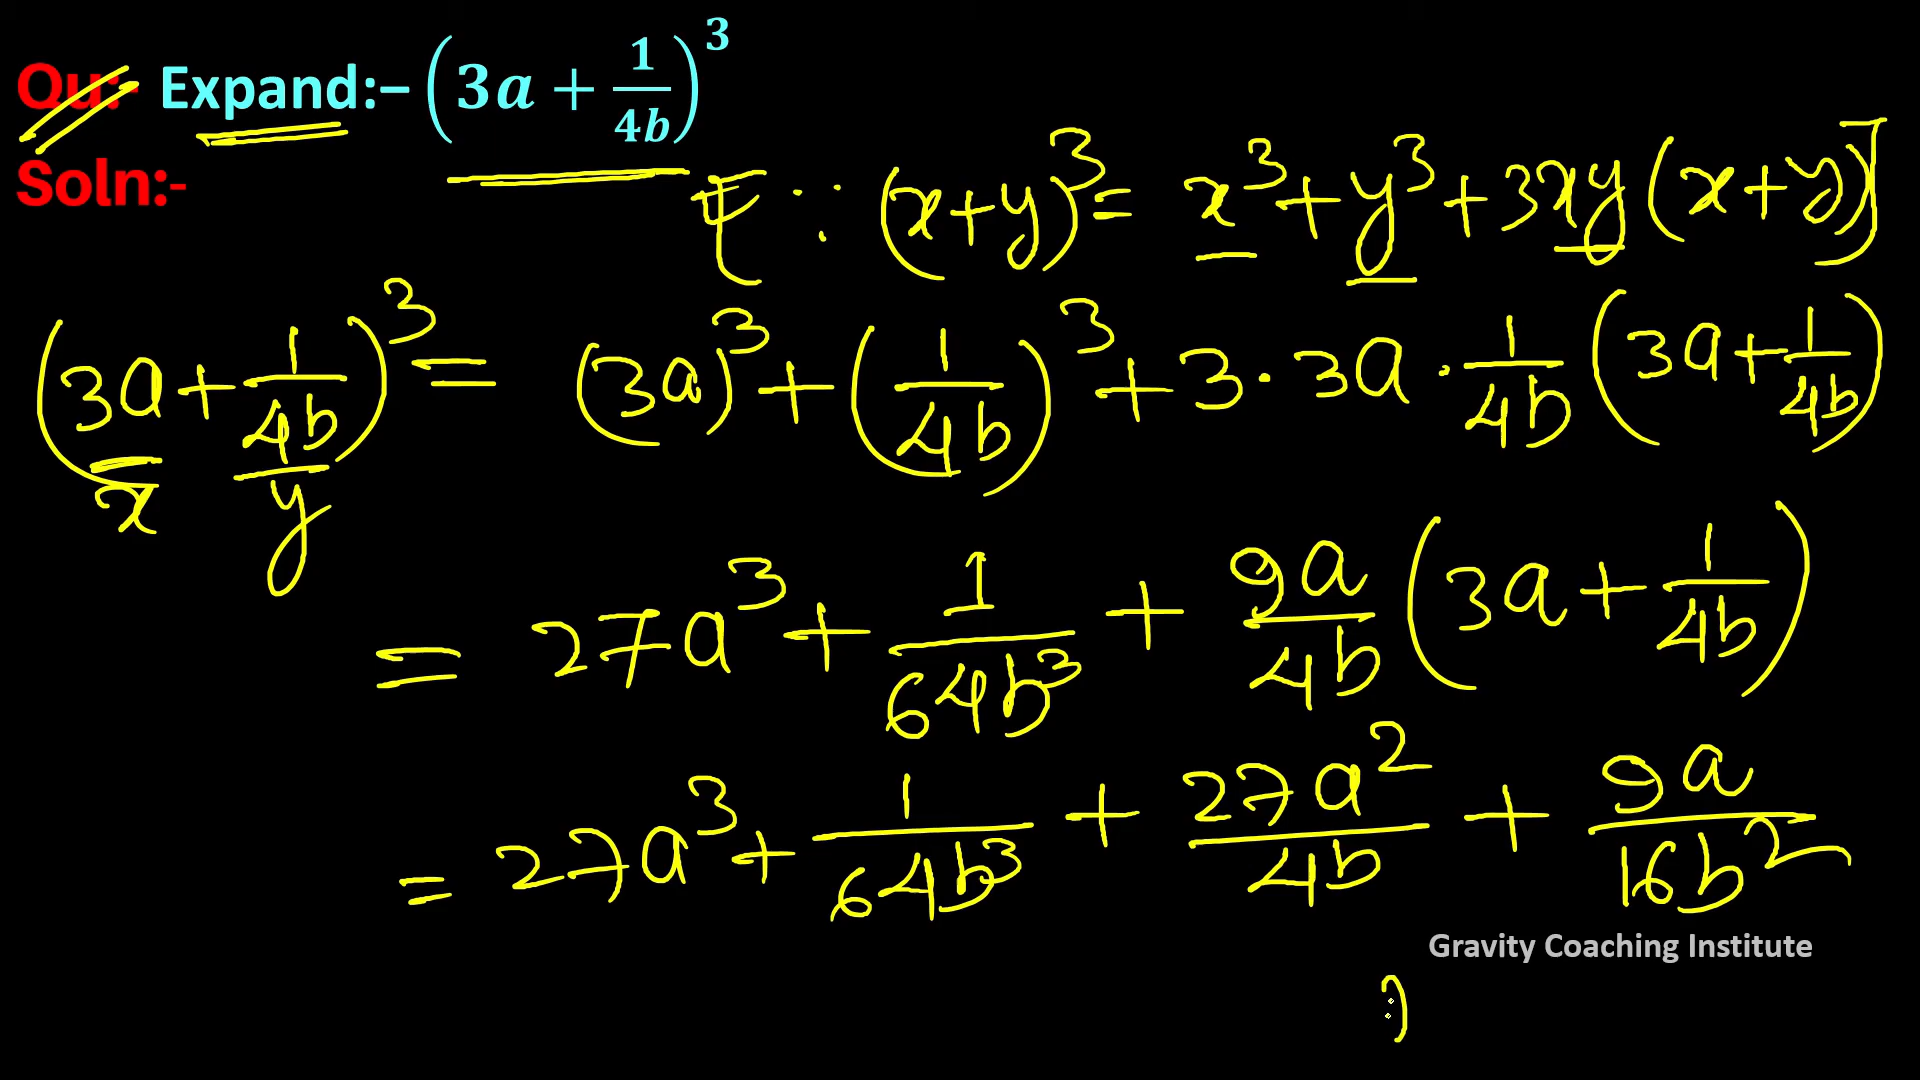 Qu:- Expand:– (3a + 1/4b)³
Soln:-
[∵ (x+y)³ = x³+y³+3xy(x+y)]
(3a+1/4b)³ = (3a)³+(1/4b)³+3·3a·1/4b(3a+1/4b)
x y
= 27a³+1/64b³+9a/4b(3a+1/4b)
= 27a³+1/64b³+27a²/4b+9a/16b²
Gravity Coaching Institute